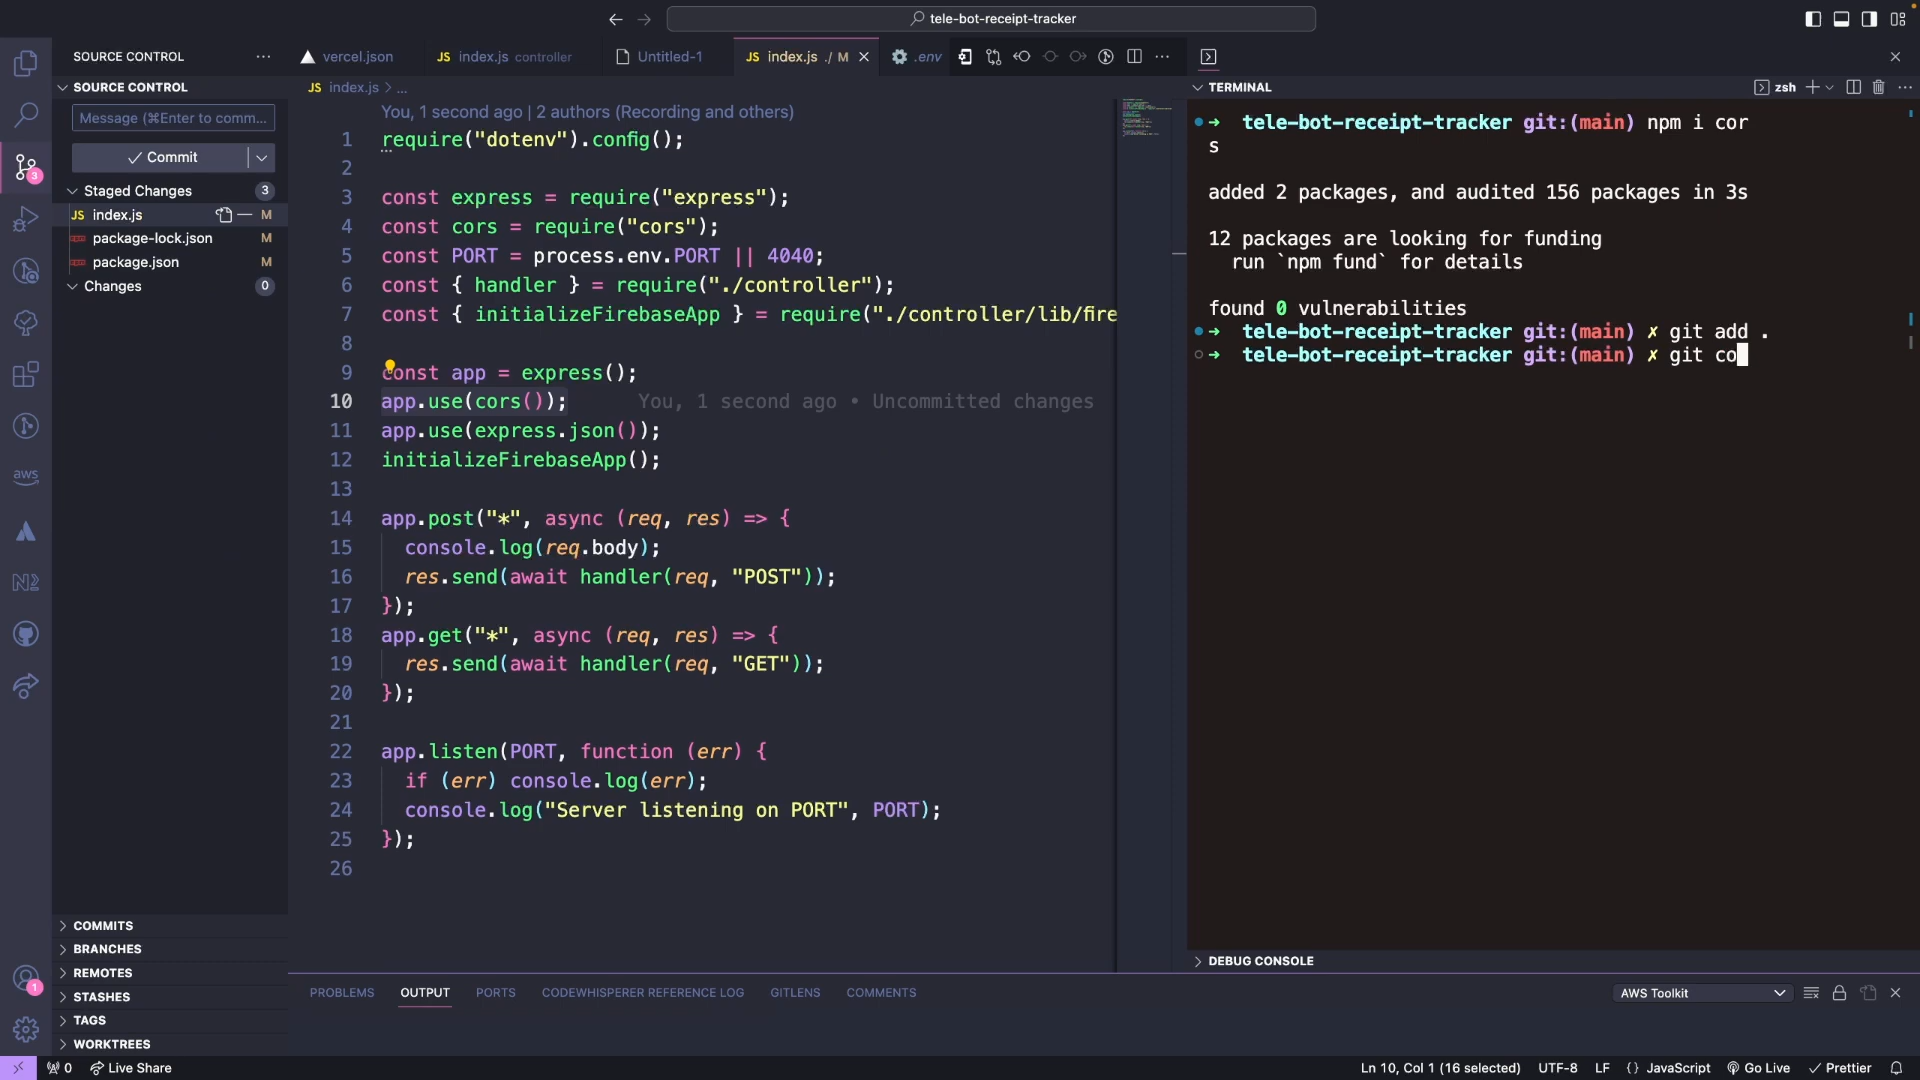 tele-bot-receipt-tracker
SOURCE CONTROL
vercel.json
JS index.js controller
Untitled-1
JS index.js ./ M
.env
SOURCE CONTROL
Message (⌘Enter to comm...
Commit
Staged Changes 3
JS index.js M
package-lock.json M
package.json M
Changes 0
COMMITS
BRANCHES
REMOTES
STASHES
TAGS
WORKTREES
3
aws
1
JS index.js > ...
You, 1 second ago | 2 authors (Recording and others)
1 require("dotenv").config();
2
3 const express = require("express");
4 const cors = require("cors");
5 const PORT = process.env.PORT || 4040;
6 const { handler } = require("./controller");
7 const { initializeFirebaseApp } = require("./controller/lib/fire
8
9 const app = express();
10 app.use(cors()); You, 1 second ago • Uncommitted changes
11 app.use(express.json());
12 initializeFirebaseApp();
13
14 app.post("*", async (req, res) => {
15 console.log(req.body);
16 res.send(await handler(req, "POST"));
17 });
18 app.get("*", async (req, res) => {
19 res.send(await handler(req, "GET"));
20 });
21
22 app.listen(PORT, function (err) {
23 if (err) console.log(err);
24 console.log("Server listening on PORT", PORT);
25 });
26
TERMINAL
zsh
→ tele-bot-receipt-tracker git:(main) npm i cor
s
added 2 packages, and audited 156 packages in 3s
12 packages are looking for funding
run `npm fund` for details
found 0 vulnerabilities
→ tele-bot-receipt-tracker git:(main) ✗ git add .
→ tele-bot-receipt-tracker git:(main) ✗ git co
DEBUG CONSOLE
PROBLEMS
OUTPUT
PORTS
CODEWHISPERER REFERENCE LOG
GITLENS
COMMENTS
AWS Toolkit
0
Live Share
Ln 10, Col 1 (16 selected)
UTF-8
LF
{} JavaScript
Go Live
Prettier